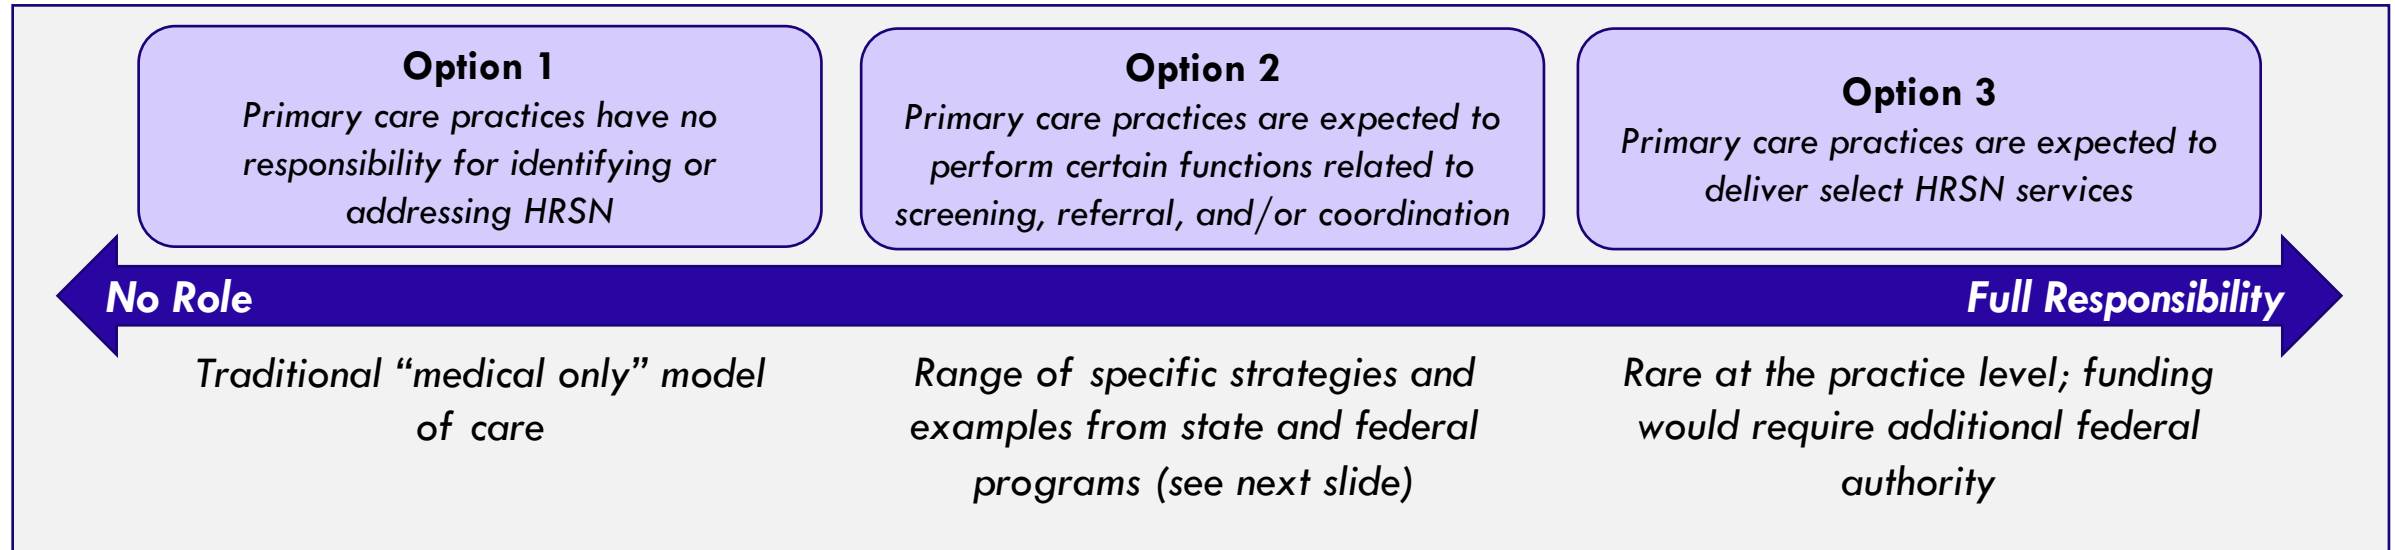 Option 1
Primary care practices have no
responsibility for identifying or
addressing HRSN
Option 2
Primary care practices are expected to
perform certain functions related to
screening, referral, and/or coordination
Option 3
Primary care practices are expected to
deliver select HRSN services
No Role
Full Responsibility
Traditional “medical only” model
of care
Range of specific strategies and
examples from state and federal
programs (see next slide)
Rare at the practice level; funding
would require additional federal
authority